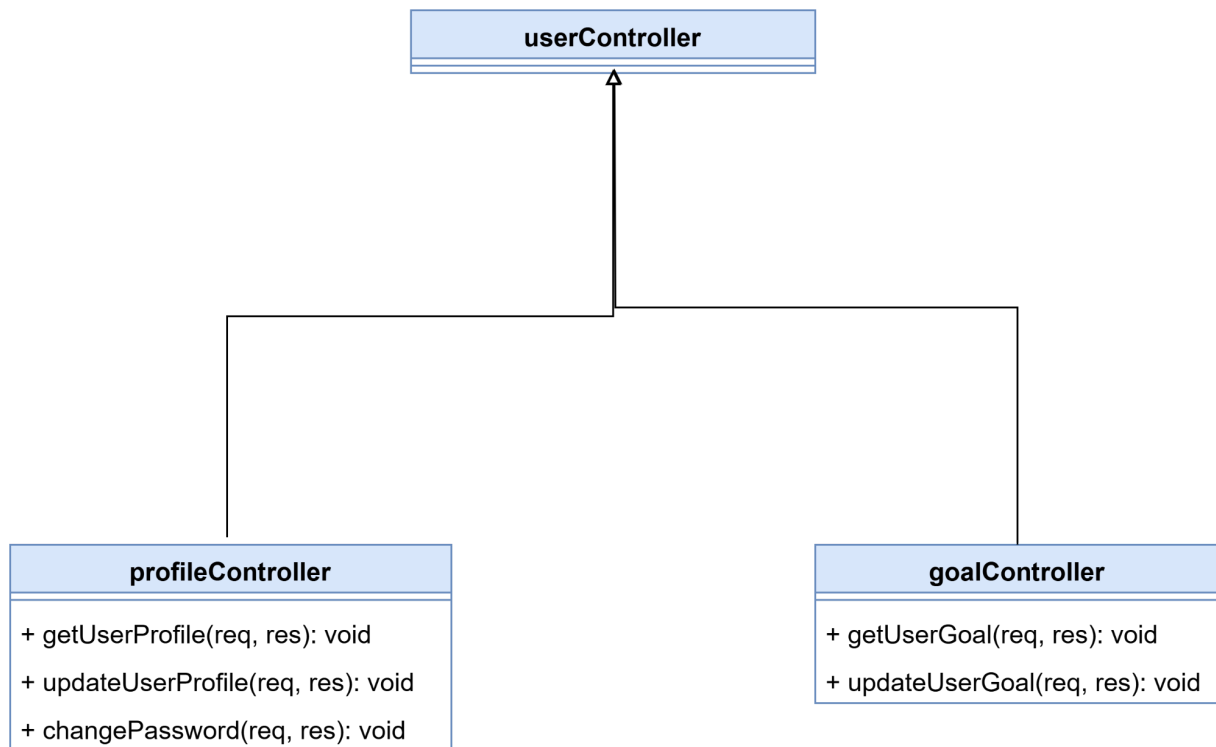 userController
profileController
+ getUserProfile(req, res): void
+ updateUserProfile(req, res): void
+ changePassword(req, res): void
goalController
+ getUserGoal(req, res): void
+ updateUserGoal(req, res): void